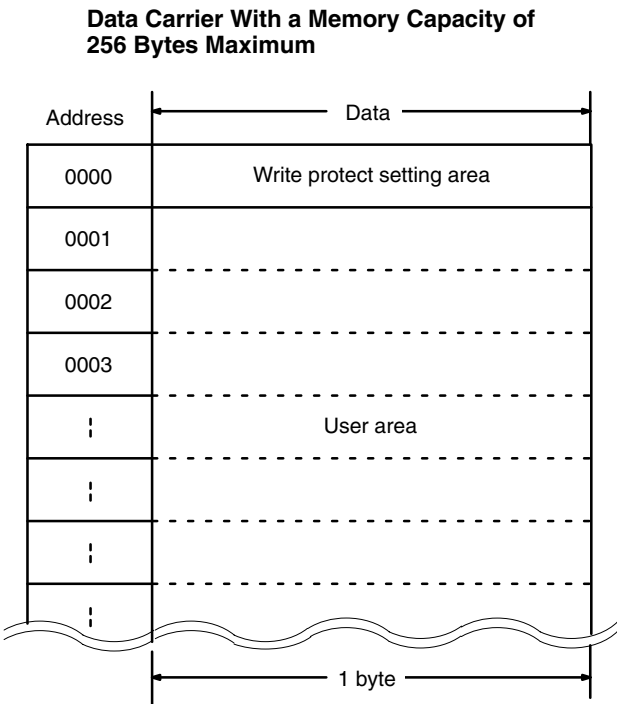 Data Carrier With a Memory Capacity of
256 Bytes Maximum
Address
Data
0000
Write protect setting area
0001
0002
0003
User area
1 byte